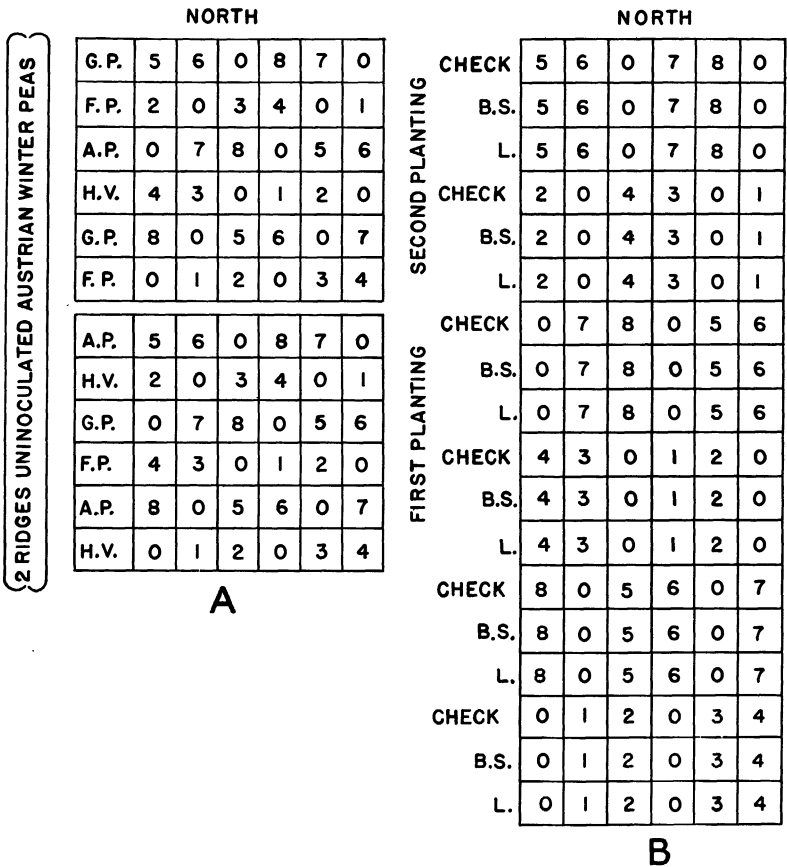 NORTH
2 RIDGES UNINOCULATED AUSTRIAN WINTER PEAS
G.P. 5 6 0 8 7 0
F.P. 2 0 3 4 0 1
A.P. 0 7 8 0 5 6
H.V. 4 3 0 1 2 0
G.P. 8 0 5 6 0 7
F.P. 0 1 2 0 3 4
A.P. 5 6 0 8 7 0
H.V. 2 0 3 4 0 1
G.P. 0 7 8 0 5 6
F.P. 4 3 0 1 2 0
A.P. 8 0 5 6 0 7
H.V. 0 1 2 0 3 4
A
NORTH
SECOND PLANTING
FIRST PLANTING
CHECK 5 6 0 7 8 0
B.S. 5 6 0 7 8 0
L. 5 6 0 7 8 0
CHECK 2 0 4 3 0 1
B.S. 2 0 4 3 0 1
L. 2 0 4 3 0 1
CHECK 0 7 8 0 5 6
B.S. 0 7 8 0 5 6
L. 0 7 8 0 5 6
CHECK 4 3 0 1 2 0
B.S. 4 3 0 1 2 0
L. 4 3 0 1 2 0
CHECK 8 0 5 6 0 7
B.S. 8 0 5 6 0 7
L. 8 0 5 6 0 7
CHECK 0 1 2 0 3 4
B.S. 0 1 2 0 3 4
L. 0 1 2 0 3 4
B